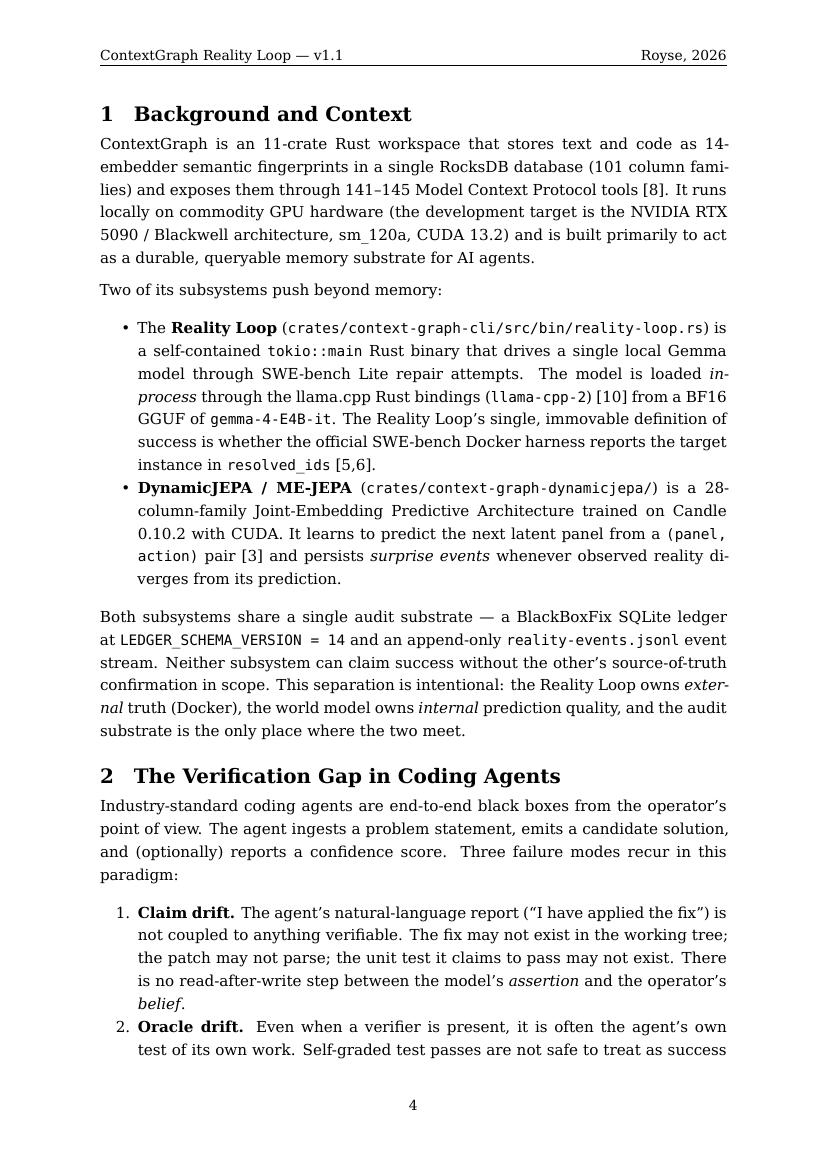 ContextGraph Reality Loop — v1.1 Royse, 2026
1 Background and Context
ContextGraph is an 11-crate Rust workspace that stores text and code as 14-
embedder semantic fingerprints in a single RocksDB database (101 column fami-
lies) and exposes them through 141–145 Model Context Protocol tools [8]. It runs
locally on commodity GPU hardware (the development target is the NVIDIA RTX
5090 / Blackwell architecture, sm_120a, CUDA 13.2) and is built primarily to act
as a durable, queryable memory substrate for AI agents.
Two of its subsystems push beyond memory:
• The Reality Loop (crates/context-graph-cli/src/bin/reality-loop.rs) is
a self-contained tokio::main Rust binary that drives a single local Gemma
model through SWE-bench Lite repair attempts. The model is loaded in-
process through the llama.cpp Rust bindings (llama-cpp-2) [10] from a BF16
GGUF of gemma-4-E4B-it. The Reality Loop’s single, immovable definition of
success is whether the official SWE-bench Docker harness reports the target
instance in resolved_ids [5,6].
• DynamicJEPA / ME-JEPA (crates/context-graph-dynamicjepa/) is a 28-
column-family Joint-Embedding Predictive Architecture trained on Candle
0.10.2 with CUDA. It learns to predict the next latent panel from a (panel,
action) pair [3] and persists surprise events whenever observed reality di-
verges from its prediction.
Both subsystems share a single audit substrate — a BlackBoxFix SQLite ledger
at LEDGER_SCHEMA_VERSION = 14 and an append-only reality-events.jsonl event
stream. Neither subsystem can claim success without the other’s source-of-truth
confirmation in scope. This separation is intentional: the Reality Loop owns exter-
nal truth (Docker), the world model owns internal prediction quality, and the audit
substrate is the only place where the two meet.
2 The Verification Gap in Coding Agents
Industry-standard coding agents are end-to-end black boxes from the operator’s
point of view. The agent ingests a problem statement, emits a candidate solution,
and (optionally) reports a confidence score. Three failure modes recur in this
paradigm:
1. Claim drift. The agent’s natural-language report (“I have applied the fix”) is
not coupled to anything verifiable. The fix may not exist in the working tree;
the patch may not parse; the unit test it claims to pass may not exist. There
is no read-after-write step between the model’s assertion and the operator’s
belief.
2. Oracle drift. Even when a verifier is present, it is often the agent’s own
test of its own work. Self-graded test passes are not safe to treat as success
4